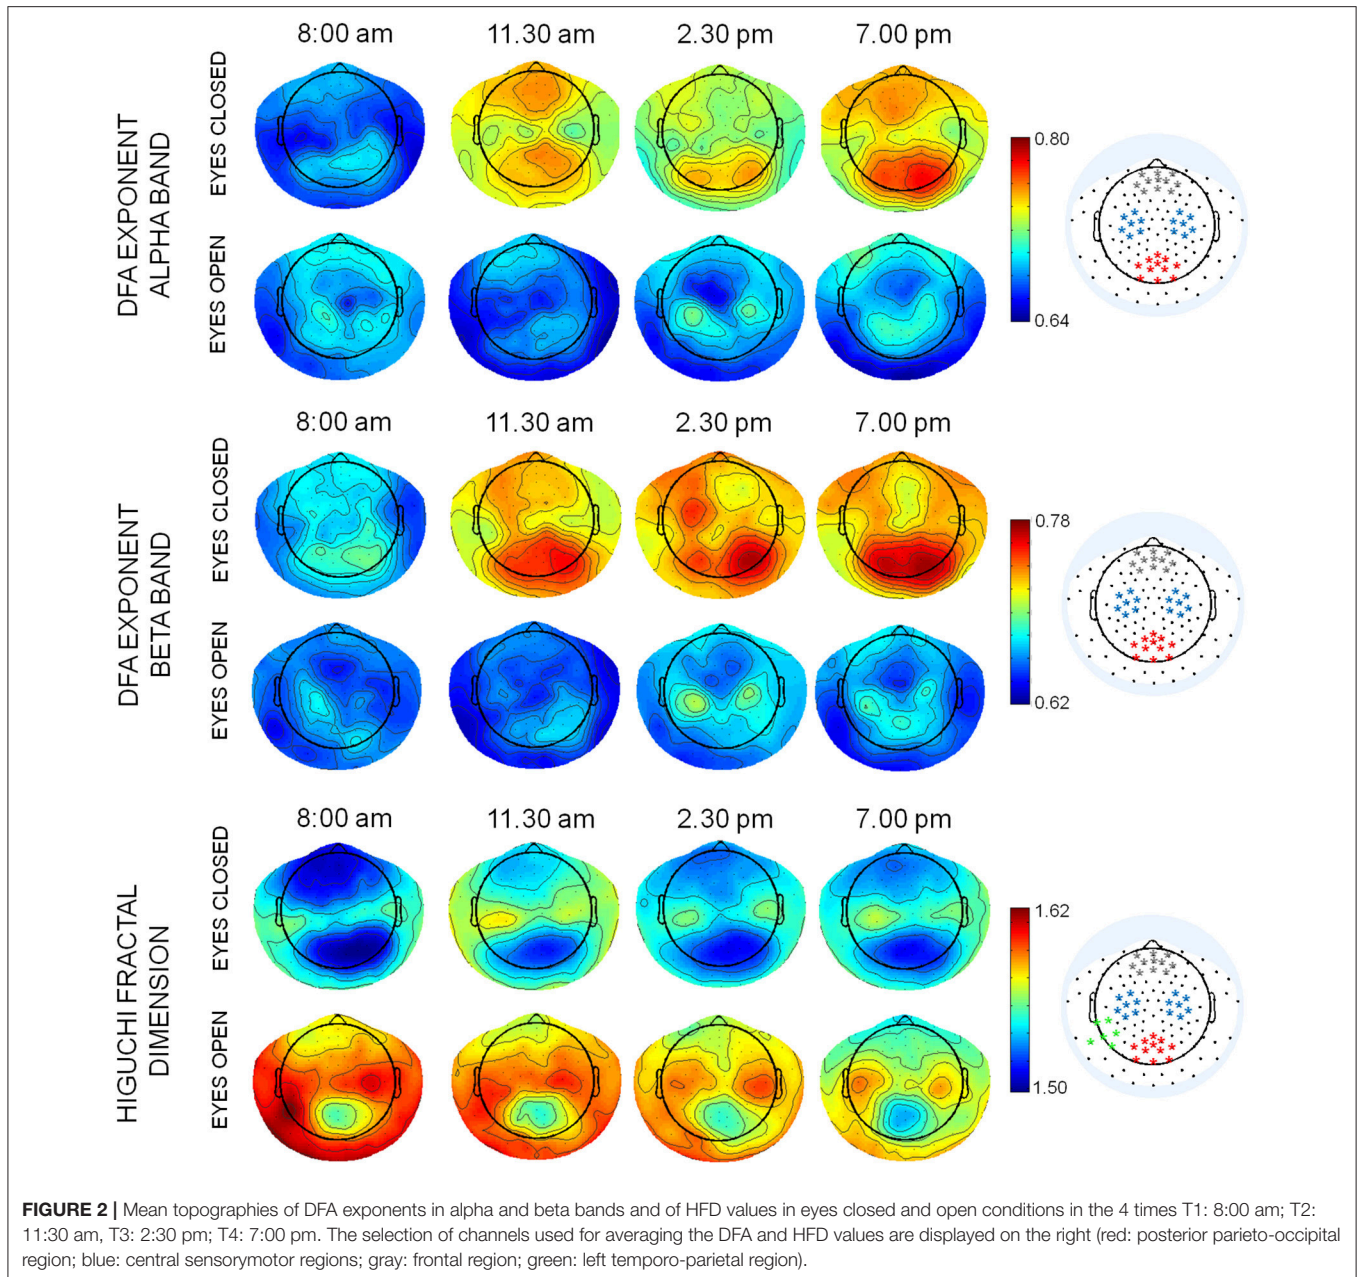 8:00 am 11.30 am 2.30 pm 7.00 pm
DFA EXPONENT
ALPHA BAND
EYES CLOSED
EYES OPEN
0.80
0.64
8:00 am 11.30 am 2.30 pm 7.00 pm
DFA EXPONENT
BETA BAND
EYES CLOSED
EYES OPEN
0.78
0.62
8:00 am 11.30 am 2.30 pm 7.00 pm
HIGUCHI FRACTAL
DIMENSION
EYES CLOSED
EYES OPEN
1.62
1.50
FIGURE 2 | Mean topographies of DFA exponents in alpha and beta bands and of HFD values in eyes closed and open conditions in the 4 times T1: 8:00 am; T2:
11:30 am, T3: 2:30 pm; T4: 7:00 pm. The selection of channels used for averaging the DFA and HFD values are displayed on the right (red: posterior parieto-occipital
region; blue: central sensorymotor regions; gray: frontal region; green: left temporo-parietal region).